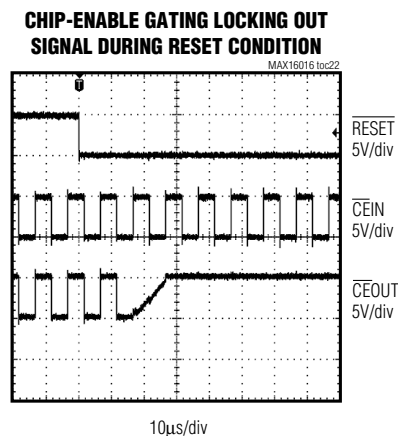 CHIP-ENABLE GATING LOCKING OUT
SIGNAL DURING RESET CONDITION
MAX16016 toc22
T
RESET
5V/div
CEIN
5V/div
CEOUT
5V/div
10µs/div